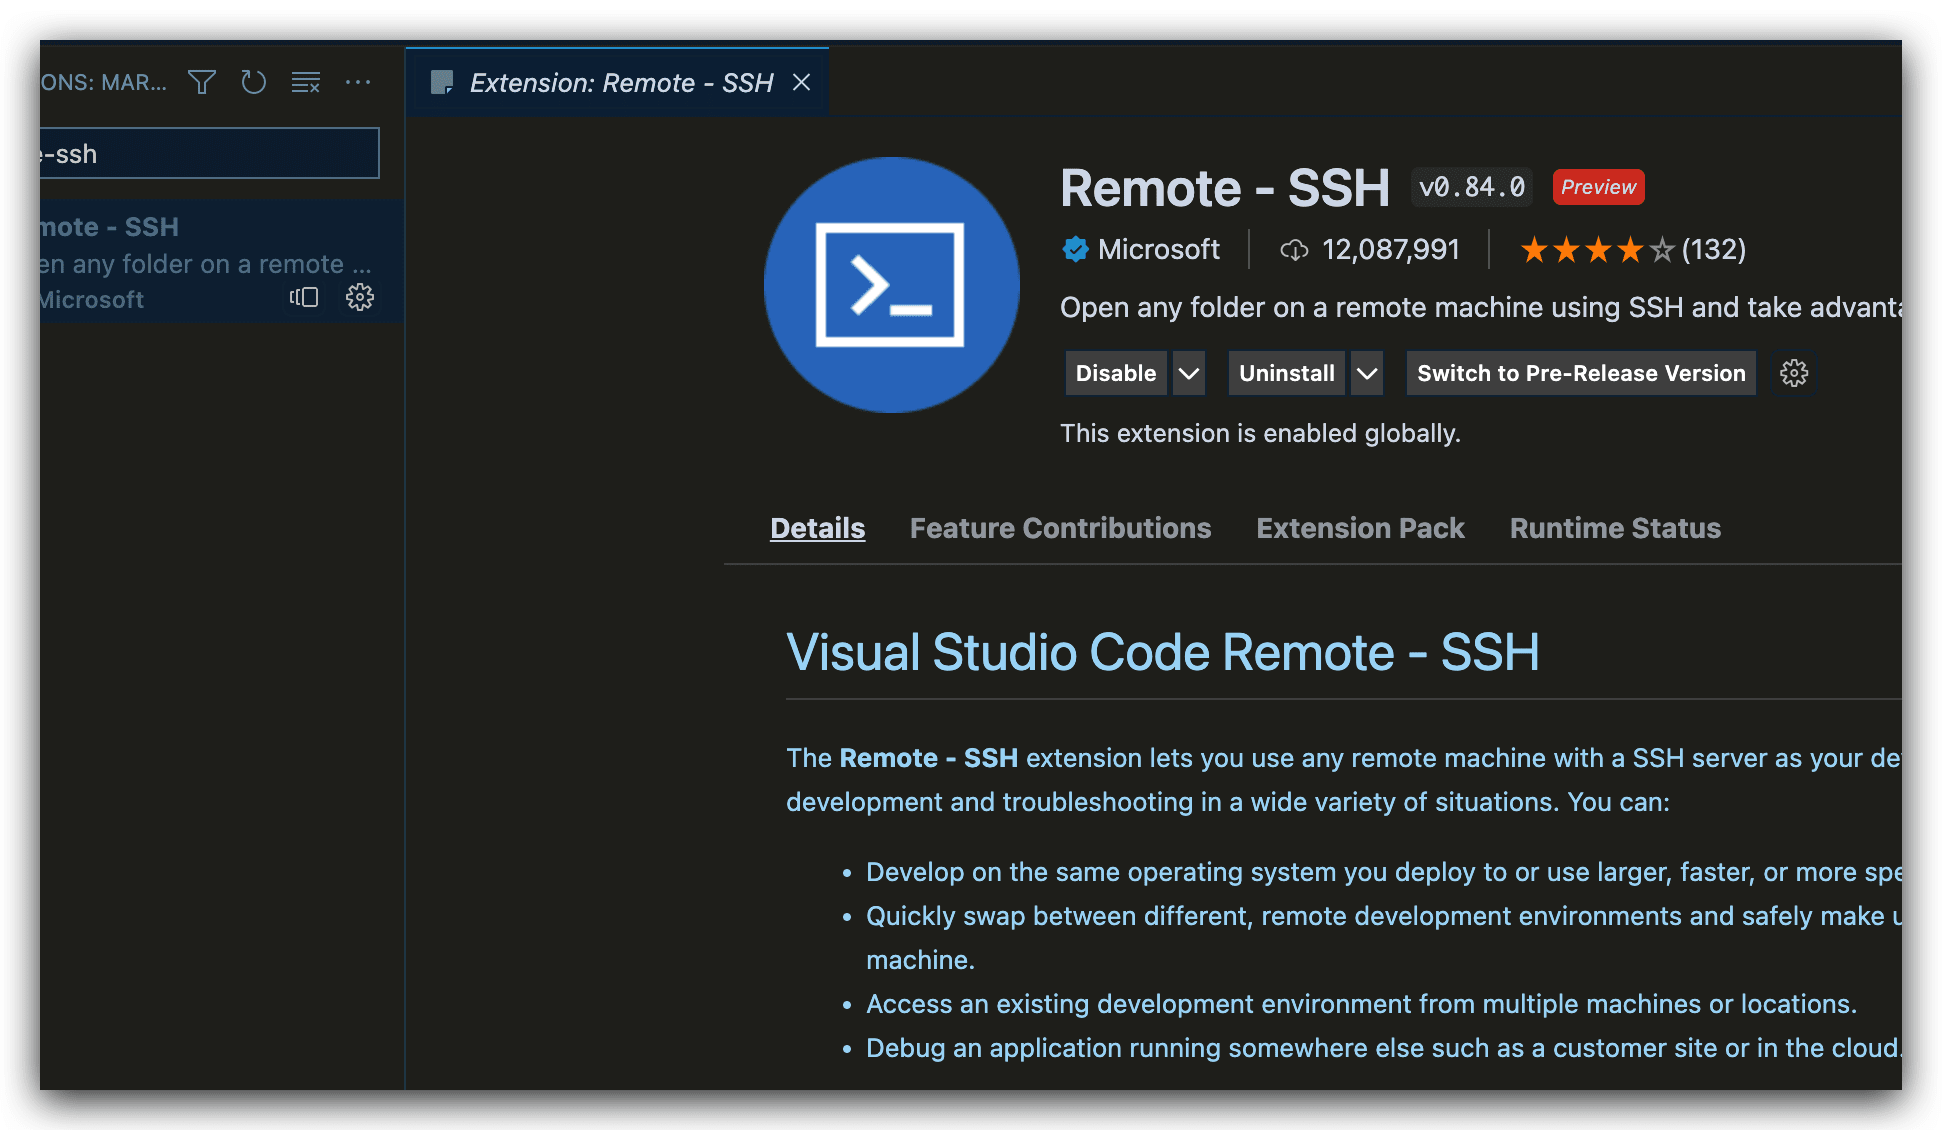 ONS: MAR...
Extension: Remote - SSH
-ssh
mote - SSH
en any folder on a remote ...
Microsoft
Remote - SSH v0.84.0 Preview
Microsoft 12,087,991 (132)
Open any folder on a remote machine using SSH and take advanta
Disable Uninstall Switch to Pre-Release Version
This extension is enabled globally.
Details Feature Contributions Extension Pack Runtime Status
Visual Studio Code Remote - SSH
The Remote - SSH extension lets you use any remote machine with a SSH server as your de
development and troubleshooting in a wide variety of situations. You can:
• Develop on the same operating system you deploy to or use larger, faster, or more spe
• Quickly swap between different, remote development environments and safely make u
machine.
• Access an existing development environment from multiple machines or locations.
• Debug an application running somewhere else such as a customer site or in the cloud.